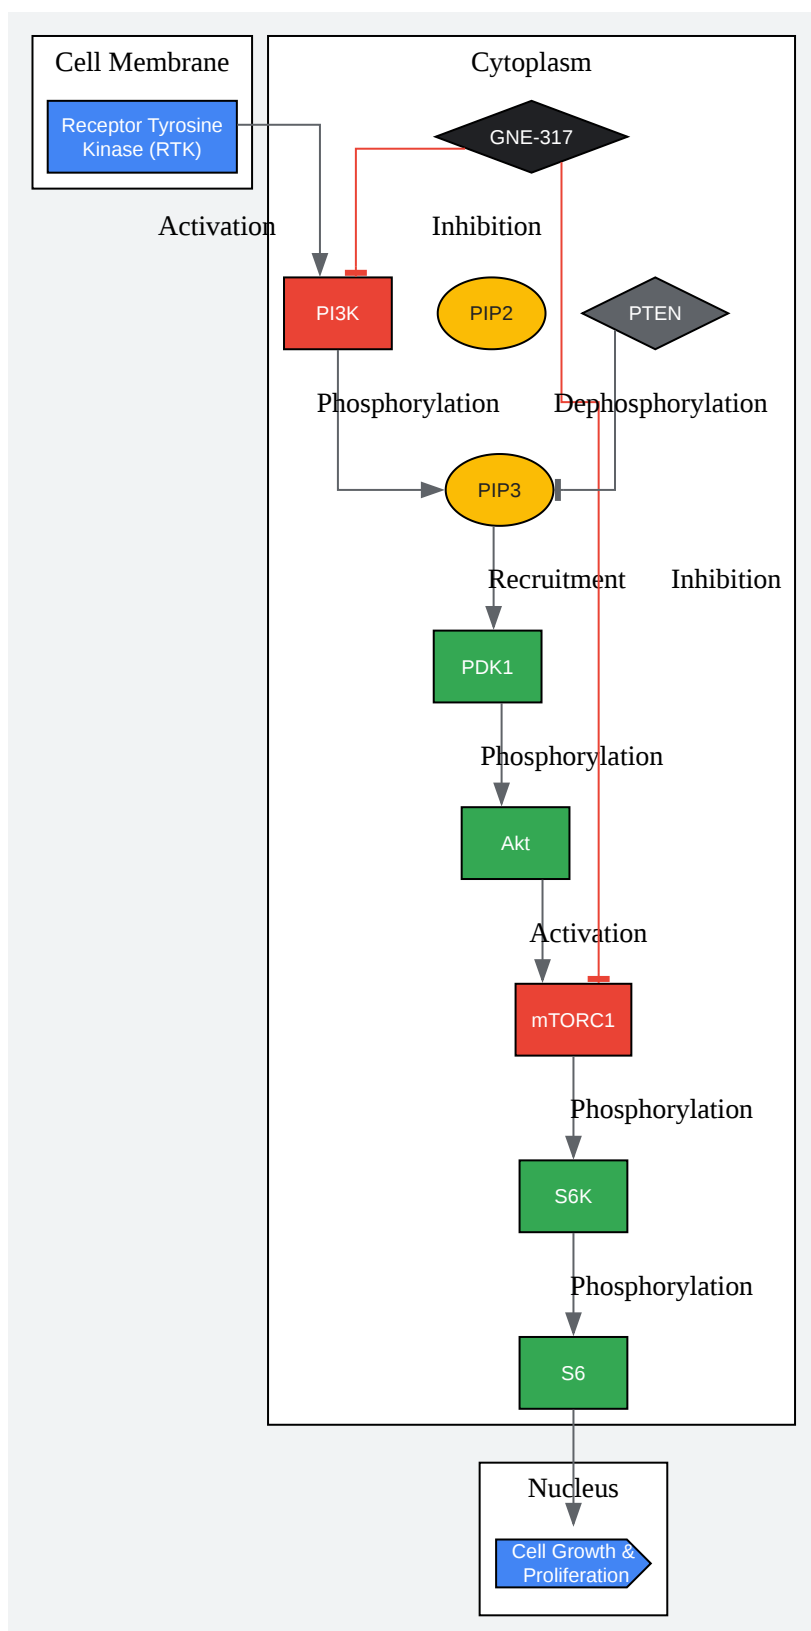 Cell Membrane
Cytoplasm
Receptor Tyrosine
Kinase (RTK)
GNE-317
Activation
Inhibition
PI3K
PIP2
PTEN
Phosphorylation
Dephosphorylation
PIP3
Recruitment
Inhibition
PDK1
Phosphorylation
Akt
Activation
mTORC1
Phosphorylation
S6K
Phosphorylation
S6
Nucleus
Cell Growth &
Proliferation